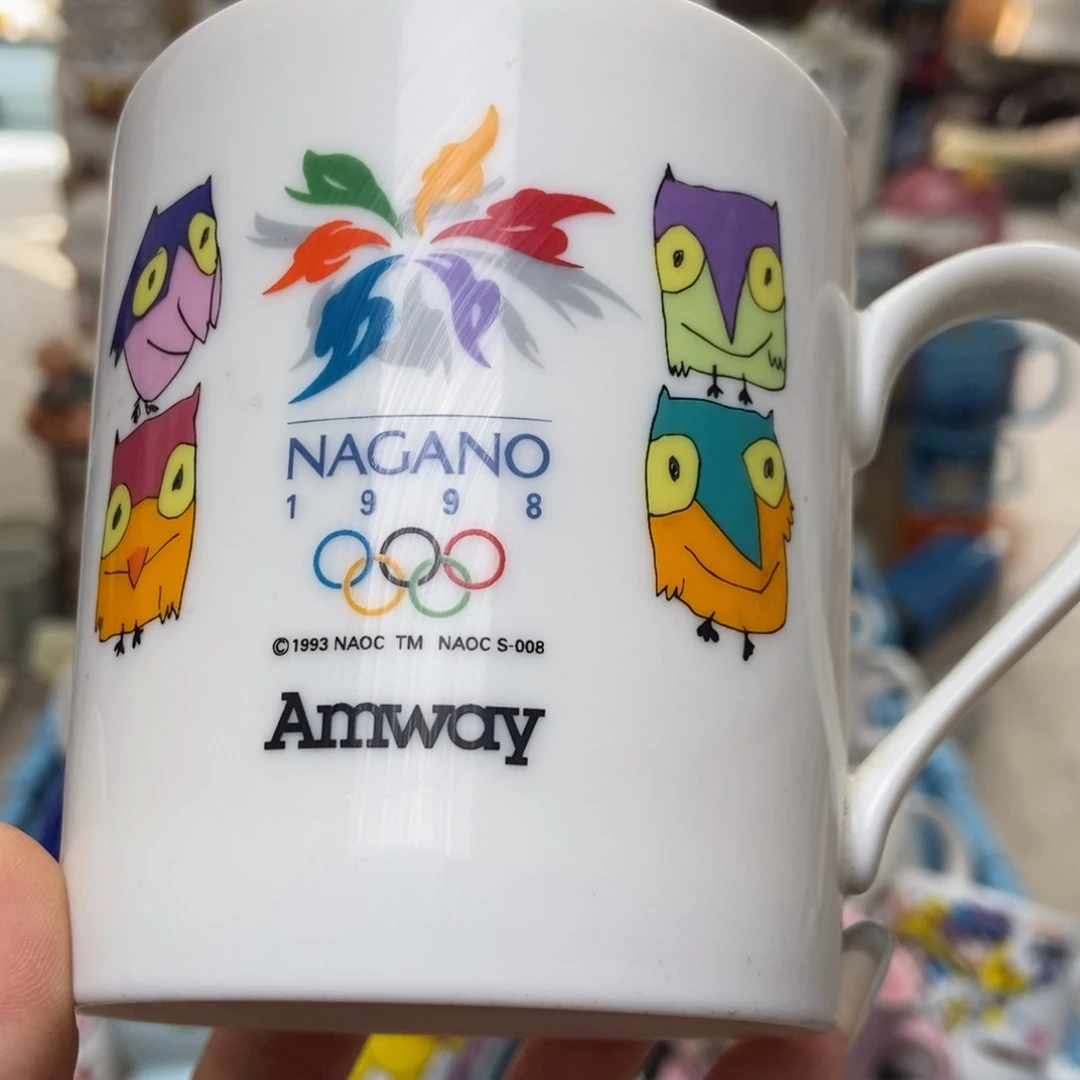 NAGANO
1 9 9 8
©1993 NAOC TM NAOC S-008
Amway